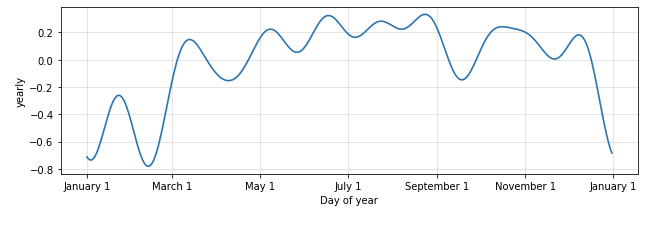 yearly
0.2
0.0
−0.2
−0.4
−0.6
−0.8
January 1 March 1 May 1 July 1 September 1 November 1 January 1
Day of year